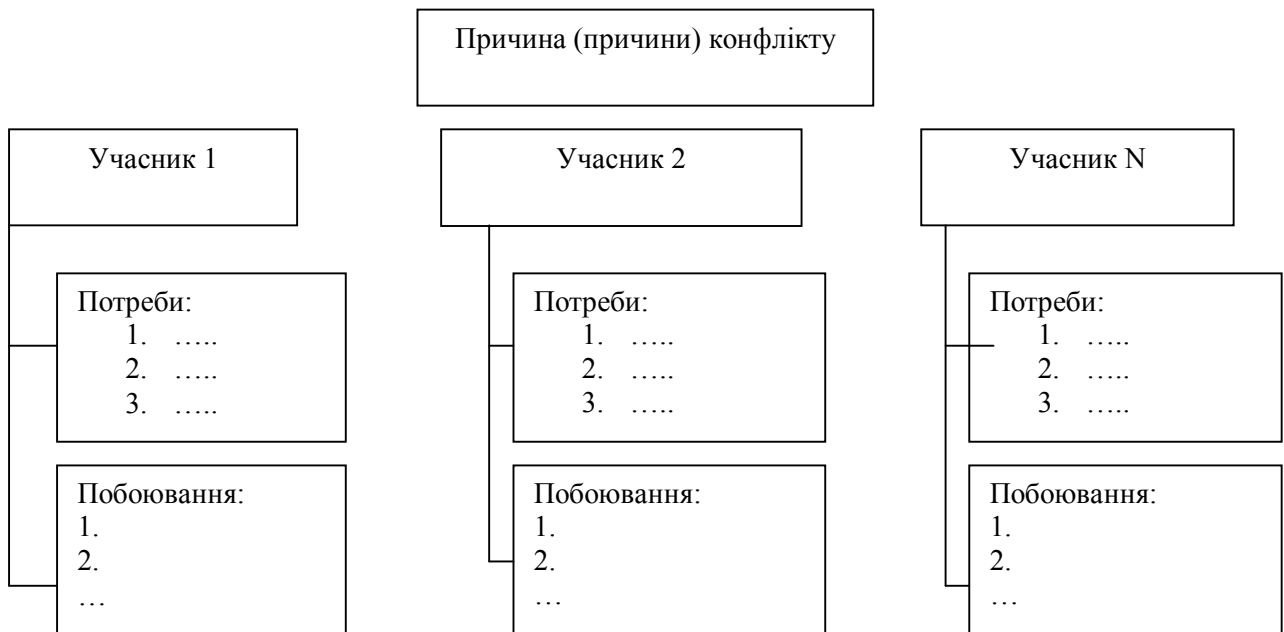 Причина (причини) конфлікту
Учасник 1
Учасник 2
Учасник N
Потреби:
1. …..
2. …..
3. …..
Потреби:
1. …..
2. …..
3. …..
Потреби:
1. …..
2. …..
3. …..
Побоювання:
1.
2.
…
Побоювання:
1.
2.
…
Побоювання:
1.
2.
…